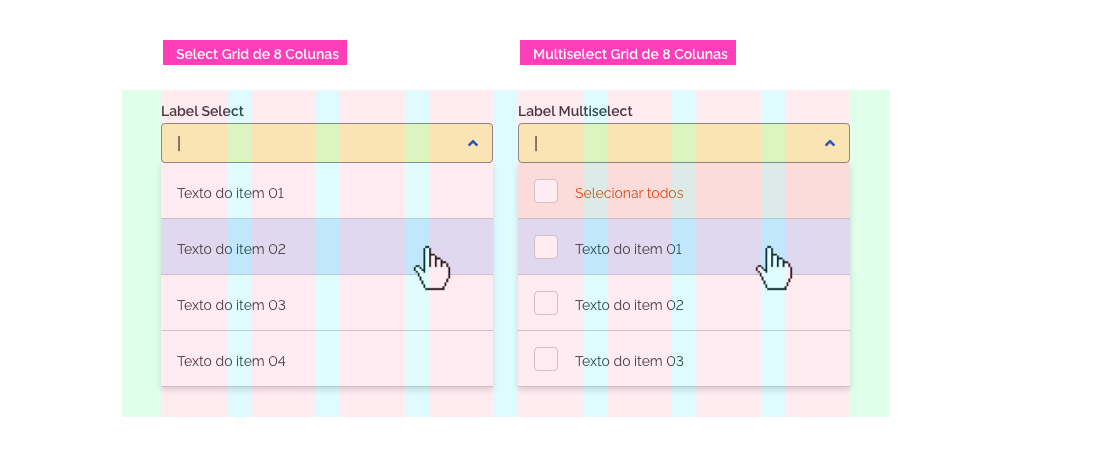 Select Grid de 8 Colunas
Multiselect Grid de 8 Colunas
Label Select
Texto do item 01
Texto do item 02
Texto do item 03
Texto do item 04
Label Multiselect
Selecionar todos
Texto do item 01
Texto do item 02
Texto do item 03